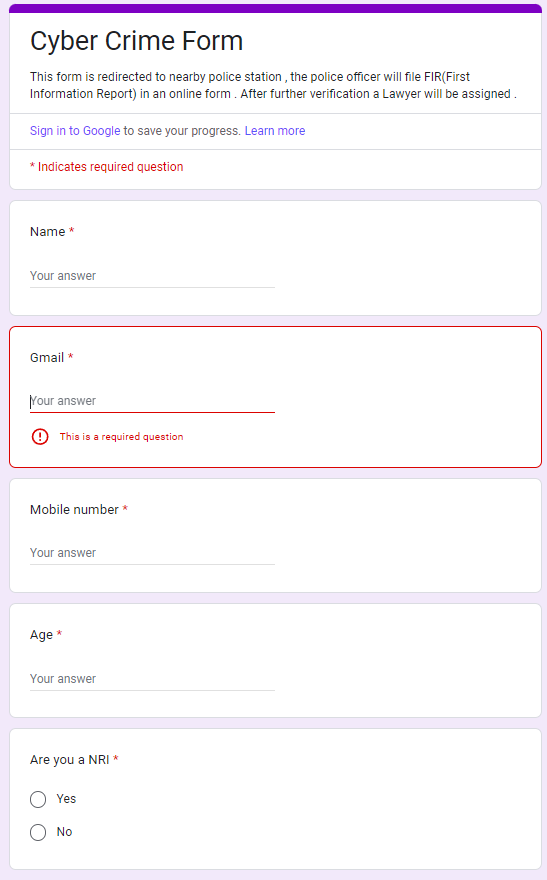 Cyber Crime Form
This form is redirected to nearby police station , the police officer will file FIR(First
Information Report) in an online form . After further verification a Lawyer will be assigned .
Sign in to Google to save your progress. Learn more
* Indicates required question
Name *
Your answer
Gmail *
Your answer
This is a required question
Mobile number *
Your answer
Age *
Your answer
Are you a NRI *
Yes
No